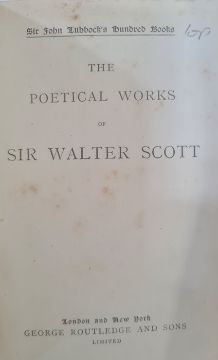 Sir John Lubbock's Hundred Books
THE
POETICAL WORKS
OF
SIR WALTER SCOTT
London and New York
GEORGE ROUTLEDGE AND SONS
LIMITED